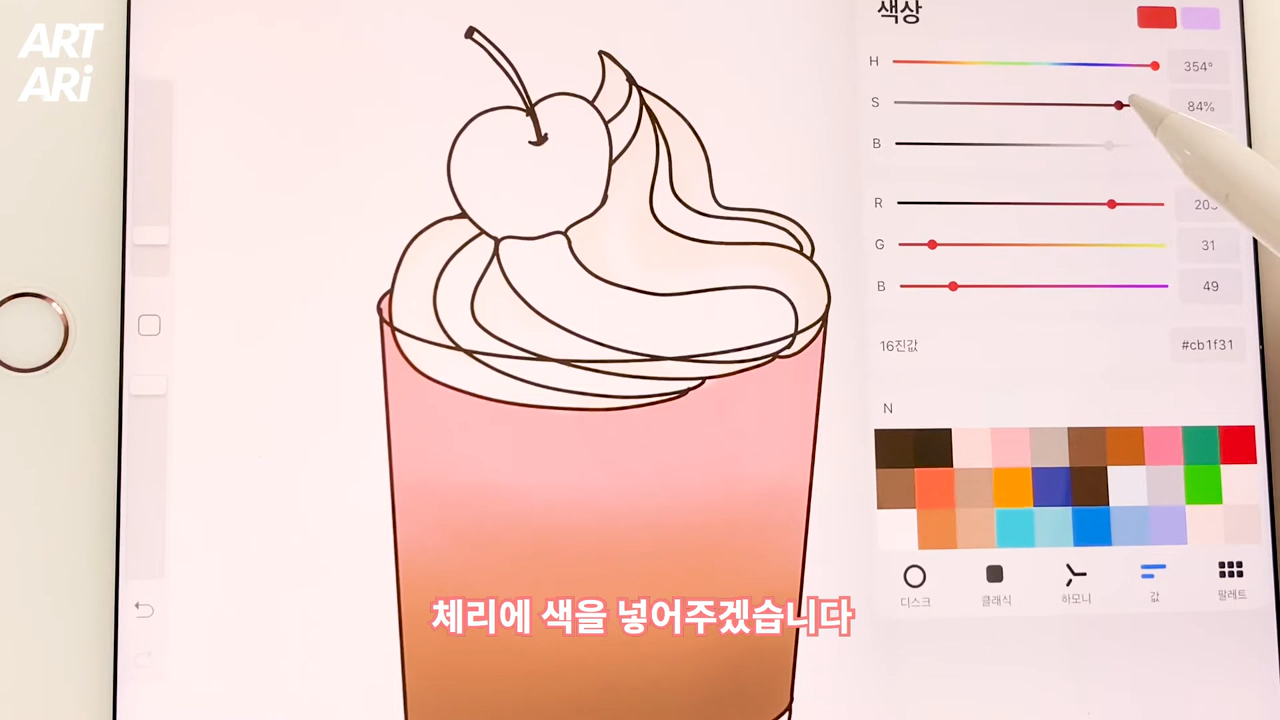 ART
ARi
색상
H 354°
S 84%
B
R
G 31
B 49
16진값 #cb1f31
N
디스크 클래식 하모니 값 팔레트
체리에 색을 넣어주겠습니다